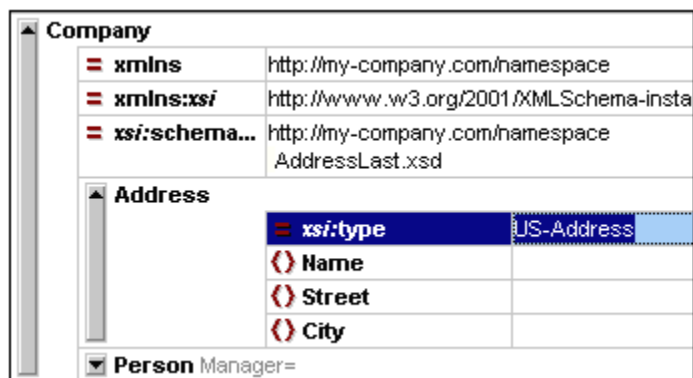 Company
= xmlns http://my-company.com/namespace
= xmlns:xsi http://www.w3.org/2001/XMLSchema-insta
= xsi:schema... http://my-company.com/namespace
AddressLast.xsd
Address
= xsi:type US-Address
{} Name
{} Street
{} City
Person Manager=